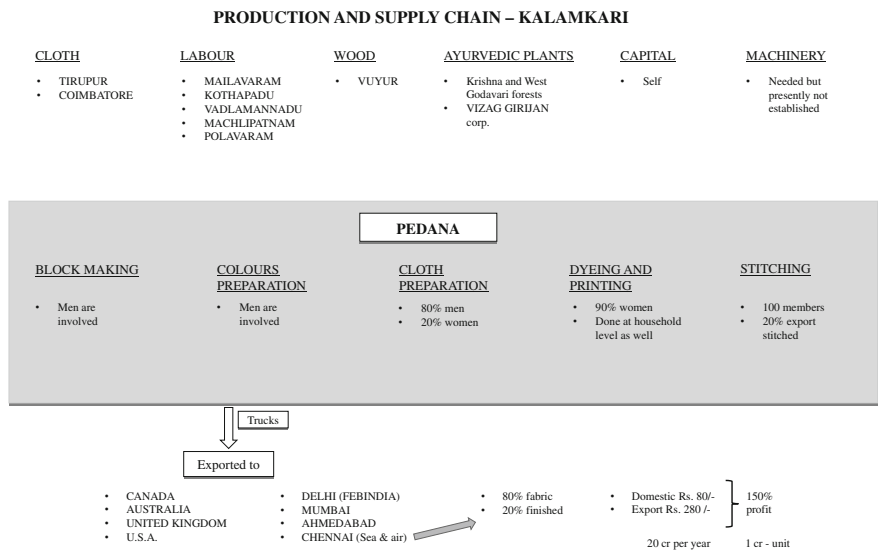 PRODUCTION AND SUPPLY CHAIN – KALAMKARI
CLOTH
• TIRUPUR
• COIMBATORE
LABOUR
• MAILAVARAM
• KOTHAPADU
• VADLAMANNADU
• MACHLIPATNAM
• POLAVARAM
WOOD
• VUYUR
AYURVEDIC PLANTS
• Krishna and West
Godavari forests
• VIZAG GIRIJAN
corp.
CAPITAL
• Self
MACHINERY
• Needed but
presently not
established
PEDANA
BLOCK MAKING
• Men are
involved
COLOURS
PREPARATION
• Men are
involved
CLOTH
PREPARATION
• 80% men
• 20% women
DYEING AND
PRINTING
• 90% women
• Done at household
level as well
STITCHING
• 100 members
• 20% export
stitched
Trucks
Exported to
• CANADA
• AUSTRALIA
• UNITED KINGDOM
• U.S.A.
• DELHI (FEBINDIA)
• MUMBAI
• AHMEDABAD
• CHENNAI (Sea & air)
• 80% fabric
• 20% finished
• Domestic Rs. 80/-
• Export Rs. 280 /-
150%
profit
20 cr per year
1 cr - unit